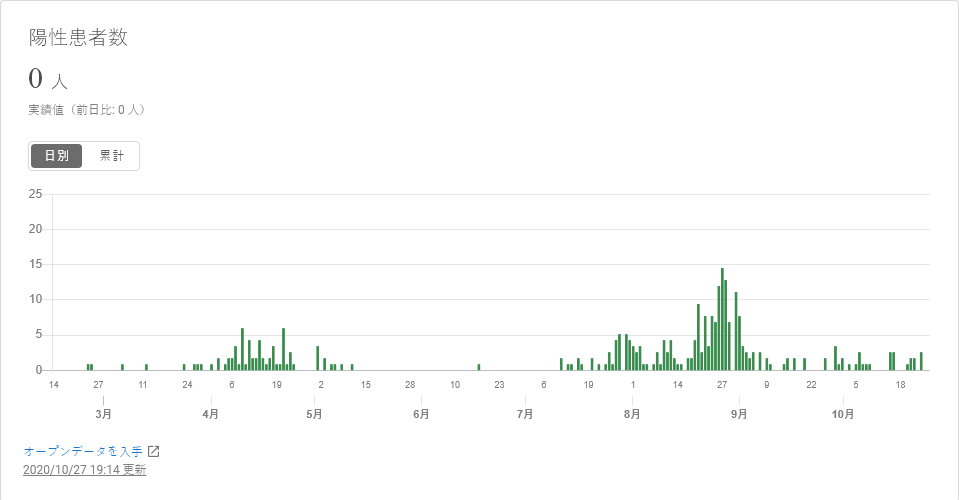 陽性患者数
0 人
実績値（前日比: 0 人）
日別 累計
25
20
15
10
5
0
14 27 11 24 6 19 2 15 28 10 23 6 19 1 14 27 9 22 5 18
3月 4月 5月 6月 7月 8月 9月 10月
オープンデータを入手
2020/10/27 19:14 更新